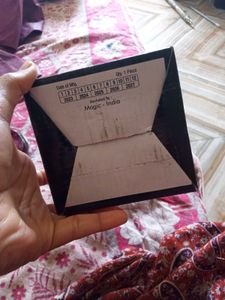 Qty. 1 Piece
Date of Mfg.
1 2 3 4 5 6 7 8 9 10 11 12
2023 2024 2025 2026 2027
Marketed By
Magic - India